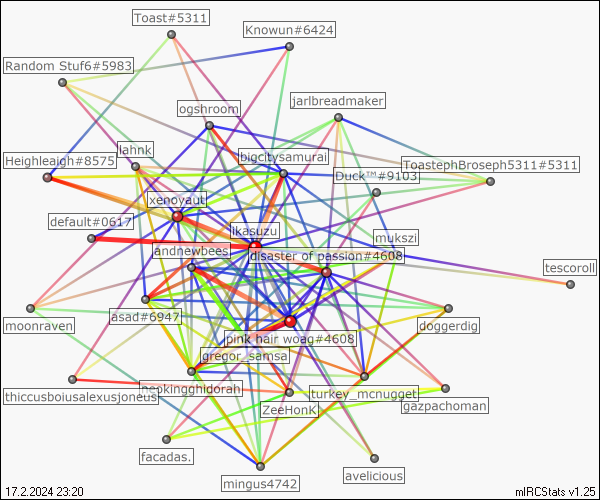 Toast#5311
Knowun#6424
Random Stuf6#5983
jarlbreadmaker
ogshroom
lahnk
bigcitysamurai
Heighleaigh#8575
ToastephBroseph5311#5311
Duck™#9103
xenoyaut
default#0617
ikasuzu
mukszi
landnewbees
disaster of passion#4608
tescoroll
asad#6947
moonraven
doggerdig
pink hair woag#4608
gregor_samsa
neokingghidorah
turkey_mcnugget
thiccusboiusalexusjoneus
ZeeHonK
gazpachoman
facadas.
avelicious
mingus4742
17.2.2024 23:20
mIRCStats v1.25